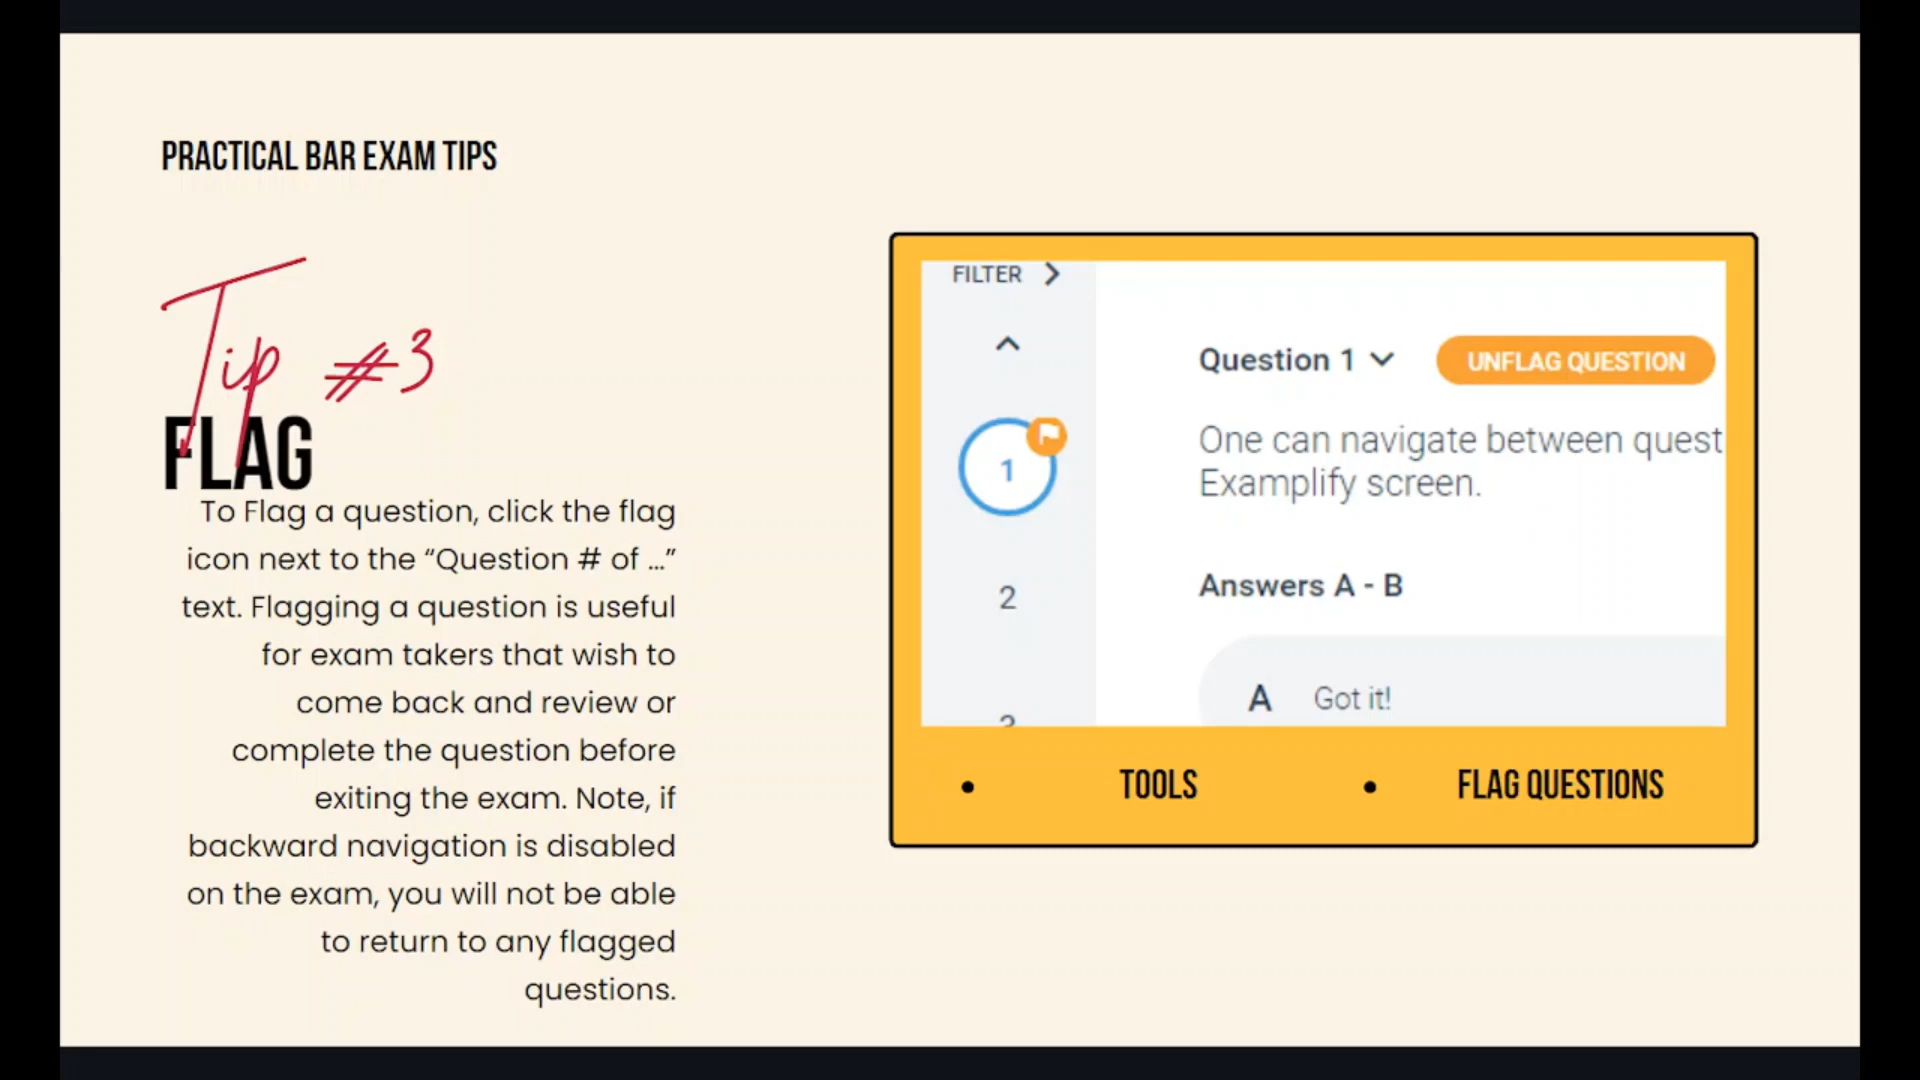 PRACTICAL BAR EXAM TIPS
Tip #3
FLAG
To Flag a question, click the flag
icon next to the “Question # of ...”
text. Flagging a question is useful
for exam takers that wish to
come back and review or
complete the question before
exiting the exam. Note, if
backward navigation is disabled
on the exam, you will not be able
to return to any flagged
questions.
FILTER
1
2
Question 1
UNFLAG QUESTION
One can navigate between quest
Examplify screen.
Answers A - B
A Got it!
• TOOLS • FLAG QUESTIONS